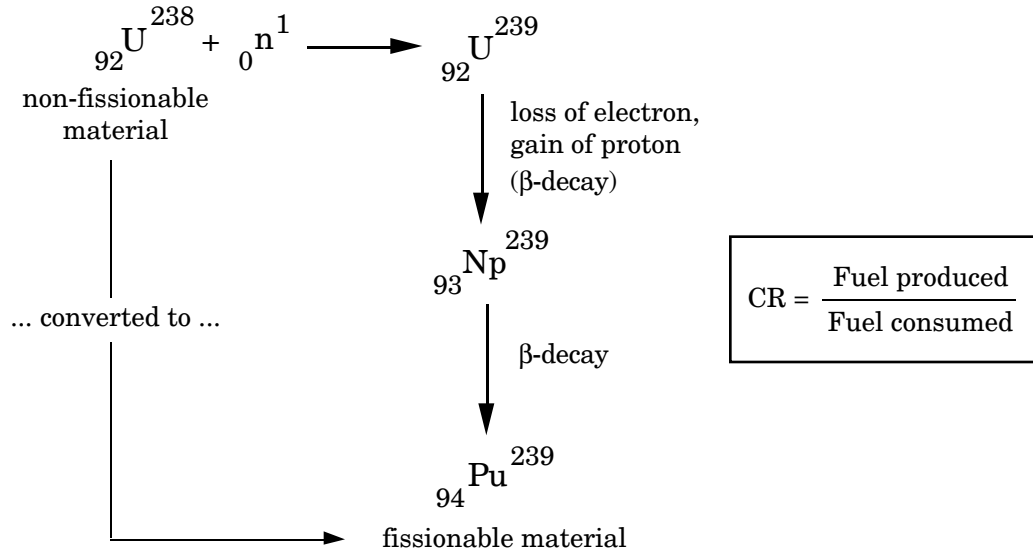 ₉₂U²³⁸ + ₀n¹ ⟶ ₉₂U²³⁹
non-fissionable
material
loss of electron,
gain of proton
(β-decay)
₉₃Np²³⁹
CR = Fuel produced
Fuel consumed
... converted to ...
β-decay
₉₄Pu²³⁹
fissionable material